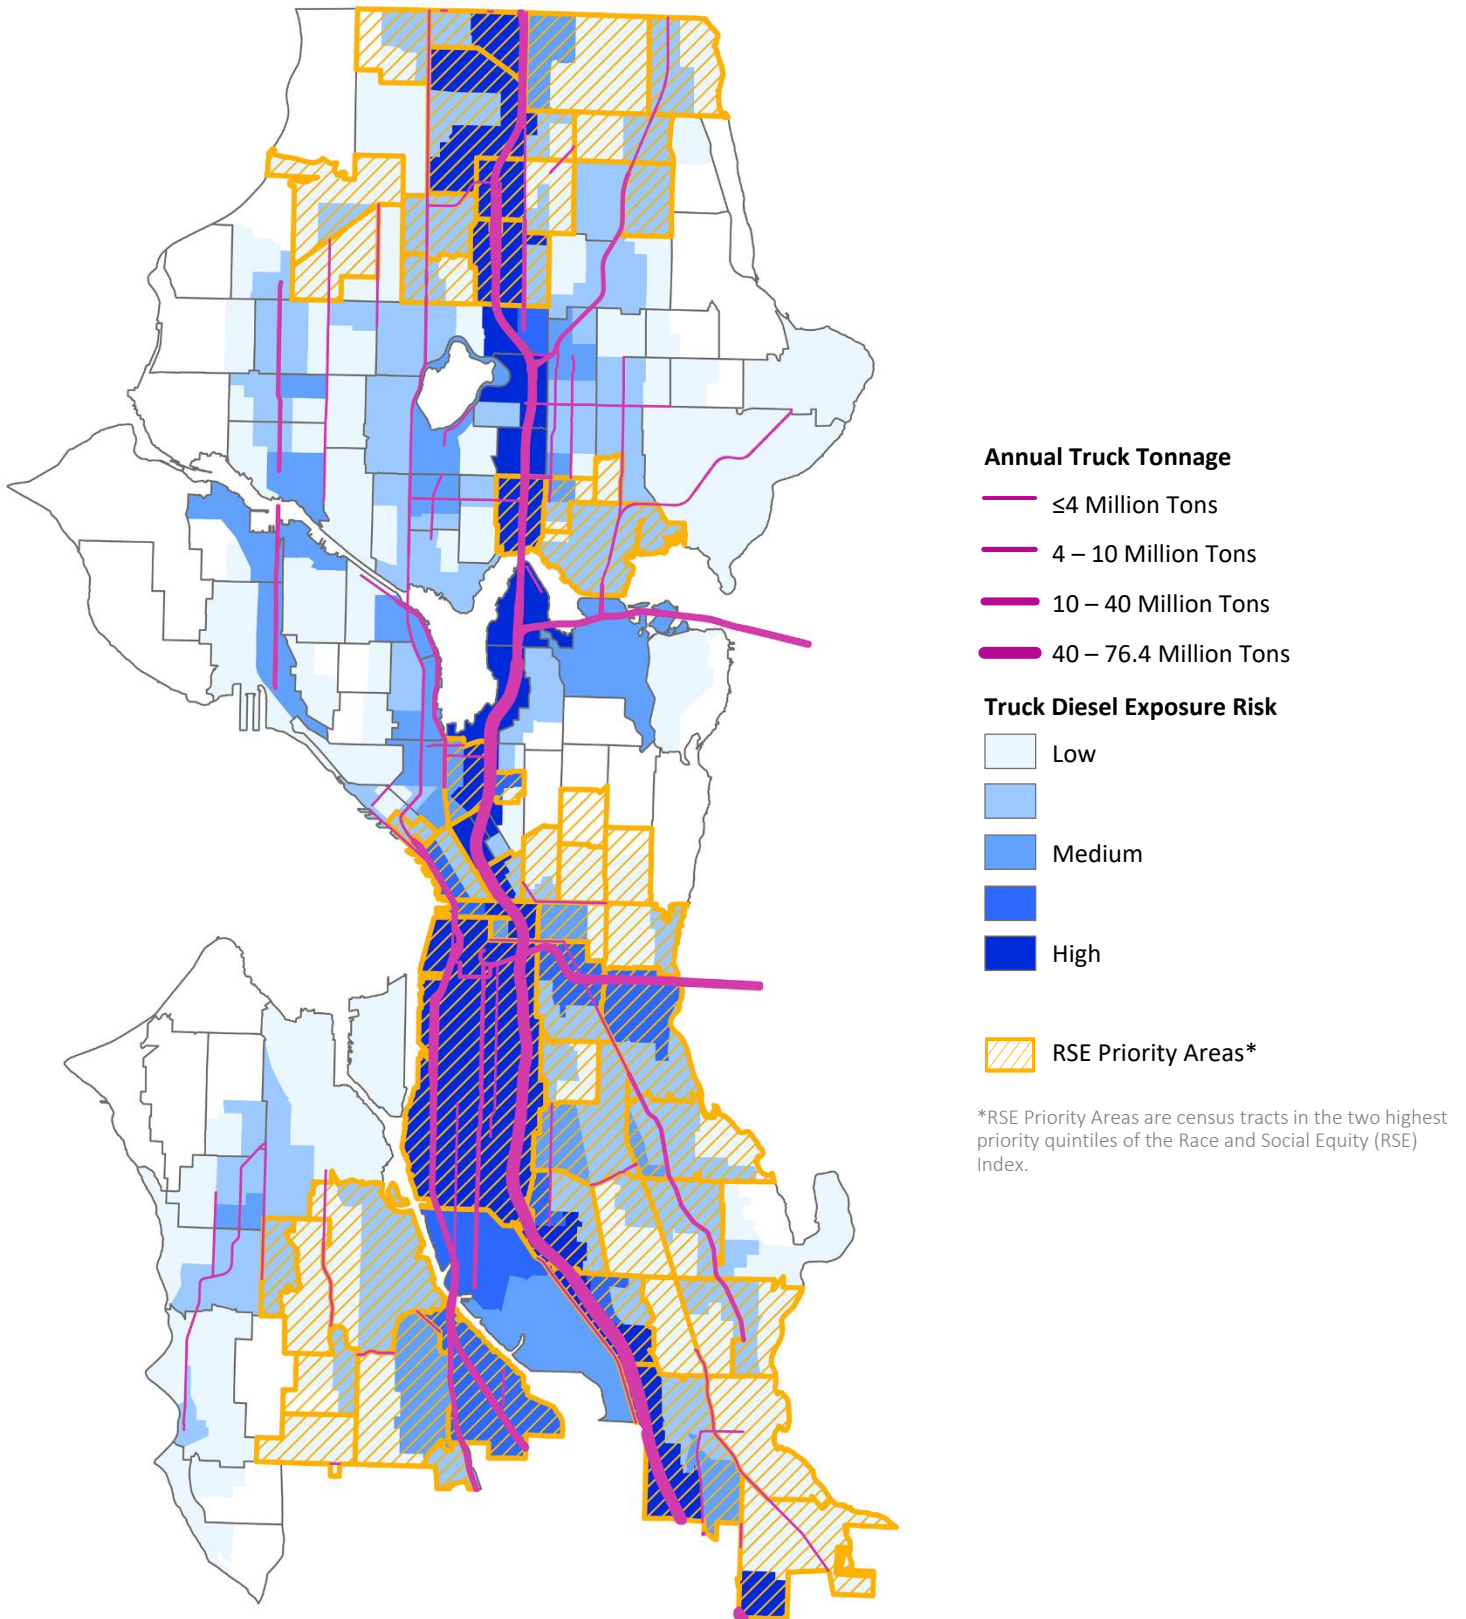 Annual Truck Tonnage
≤4 Million Tons
4 – 10 Million Tons
10 – 40 Million Tons
40 – 76.4 Million Tons
Truck Diesel Exposure Risk
Low
Medium
High
RSE Priority Areas*
*RSE Priority Areas are census tracts in the two highest
priority quintiles of the Race and Social Equity (RSE)
Index.